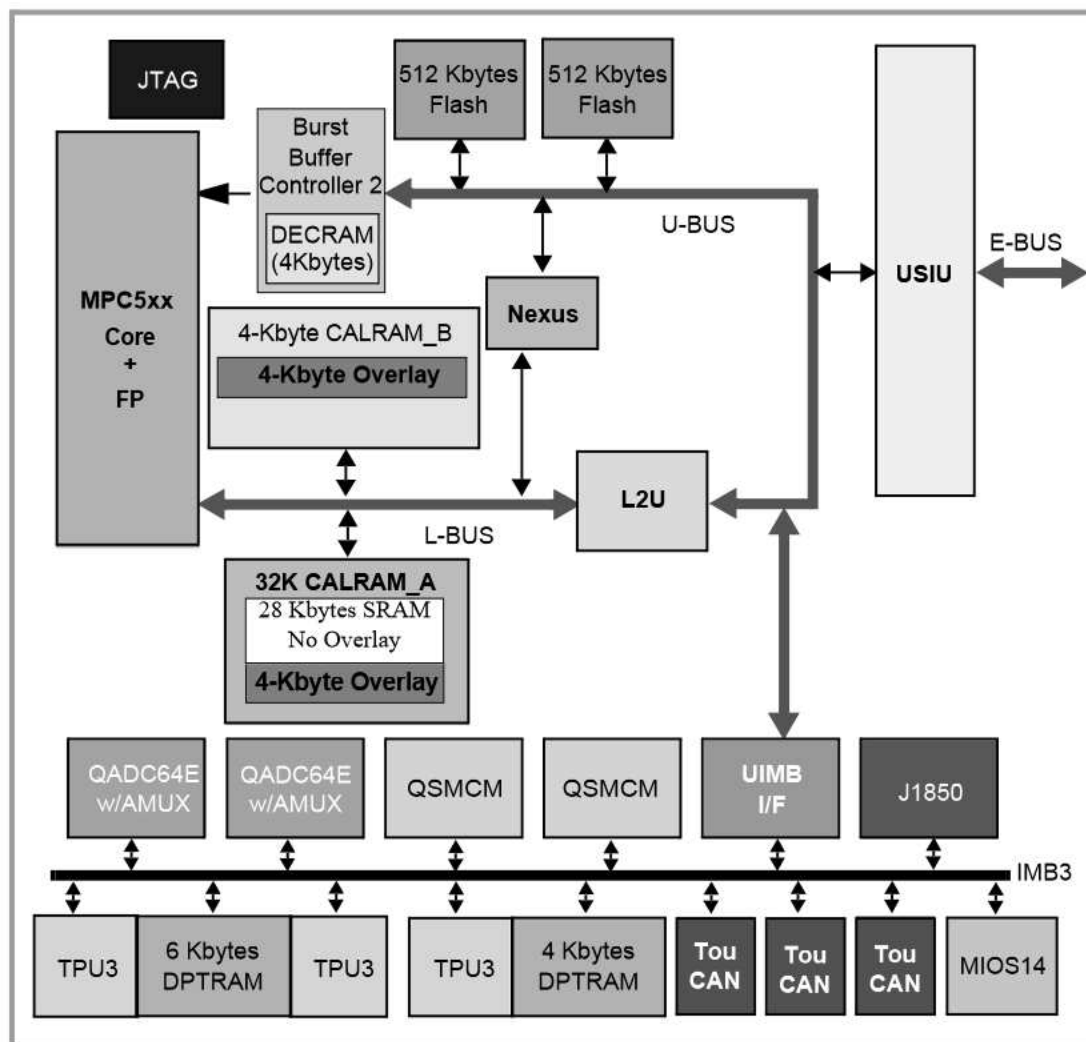 JTAG
512 Kbytes
Flash
512 Kbytes
Flash
Burst
Buffer
Controller 2
DECRAM
(4Kbytes)
U-BUS
E-BUS
USIU
MPC5xx
Core
+
FP
Nexus
4-Kbyte CALRAM_B
4-Kbyte Overlay
L2U
L-BUS
32K CALRAM_A
28 Kbytes SRAM
No Overlay
4-Kbyte Overlay
QADC64E
w/AMUX
QADC64E
w/AMUX
QSMCM
QSMCM
UIMB
I/F
J1850
IMB3
TPU3
6 Kbytes
DPTRAM
TPU3
TPU3
4 Kbytes
DPTRAM
Tou
CAN
Tou
CAN
Tou
CAN
MIOS14